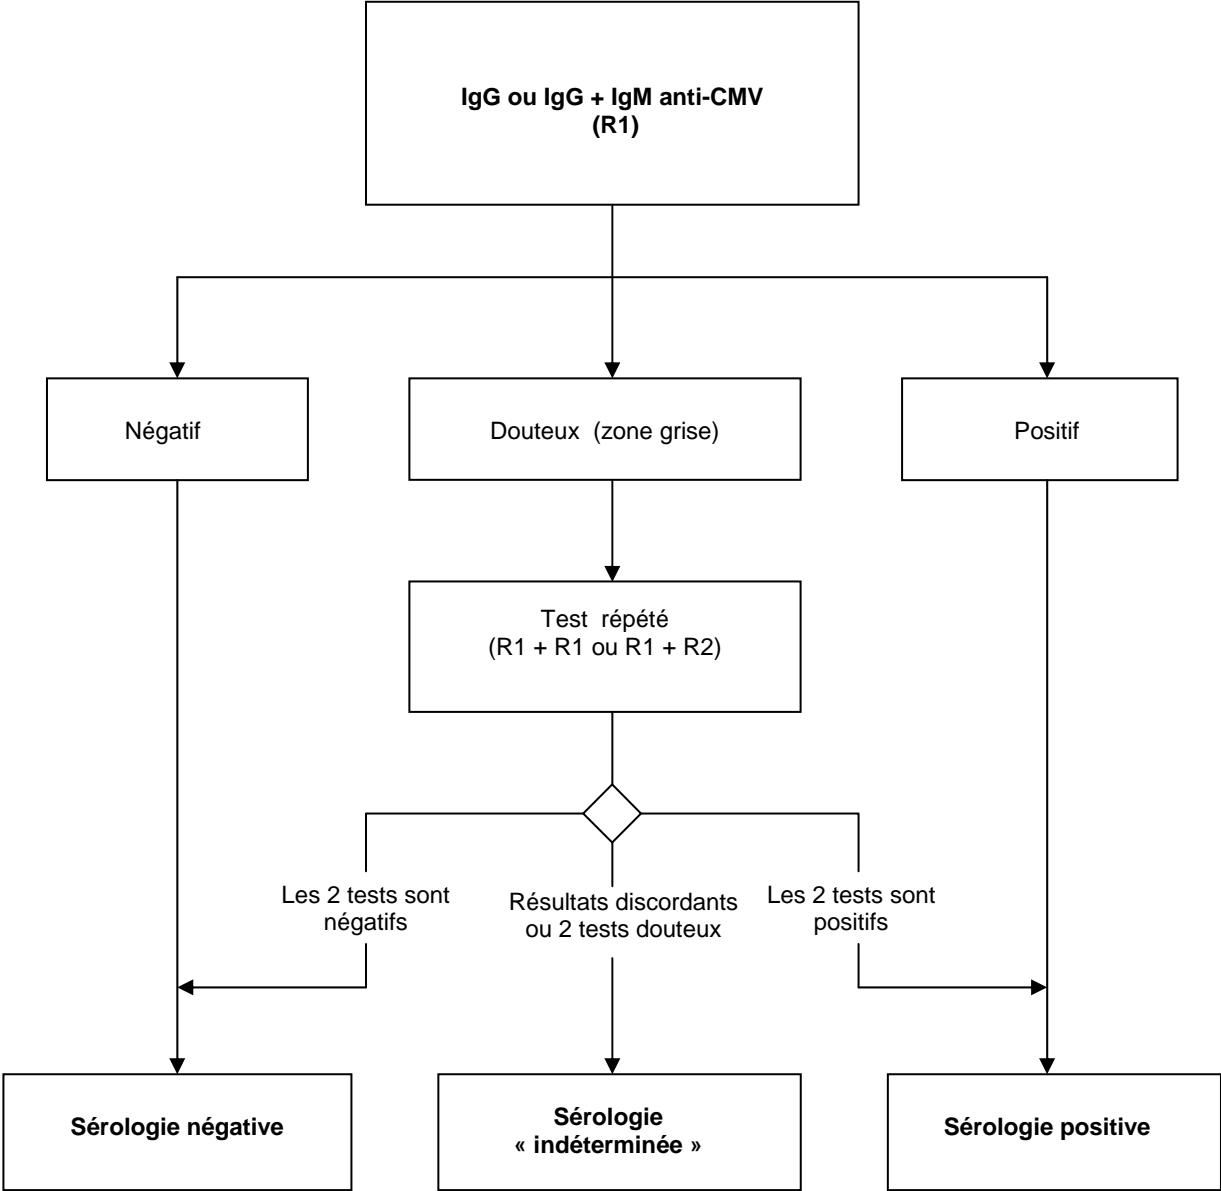 IgG ou IgG + IgM anti-CMV
(R1)
Négatif
Douteux (zone grise)
Positif
Test répété
(R1 + R1 ou R1 + R2)
Les 2 tests sont
négatifs
Résultats discordants
ou 2 tests douteux
Les 2 tests sont
positifs
Sérologie négative
Sérologie
« indéterminée »
Sérologie positive